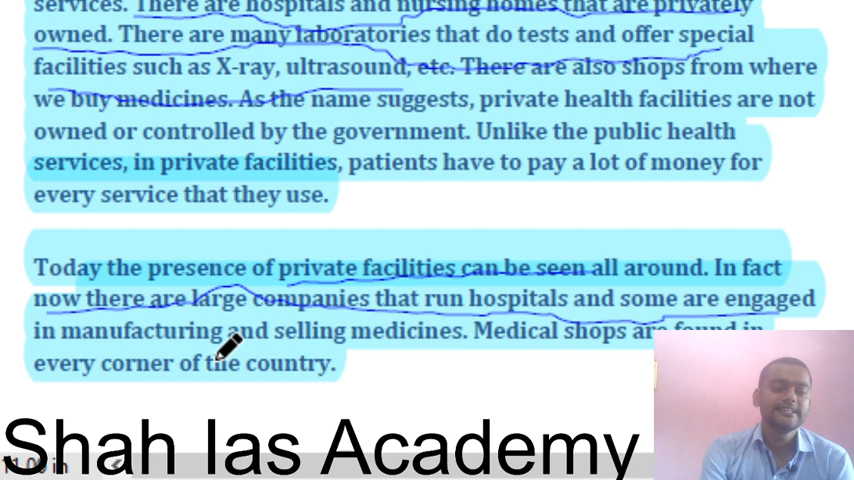 services. There are hospitals and nursing homes that are privately
owned. There are many laboratories that do tests and offer special
facilities such as X-ray, ultrasound, etc. There are also shops from where
we buy medicines. As the name suggests, private health facilities are not
owned or controlled by the government. Unlike the public health
services, in private facilities, patients have to pay a lot of money for
every service that they use.
Today the presence of private facilities can be seen all around. In fact
now there are large companies that run hospitals and some are engaged
in manufacturing and selling medicines. Medical shops are found in
every corner of the country.
Shah Ias Academy
in